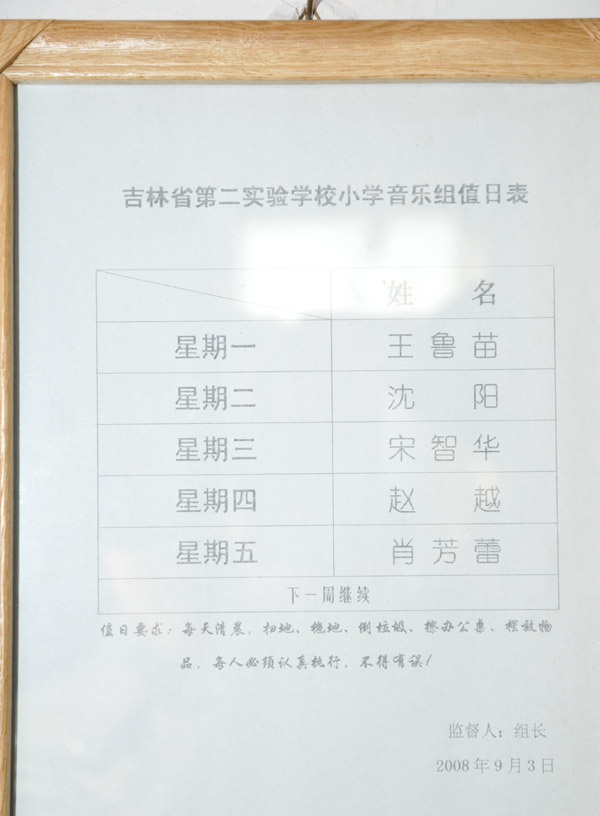 吉林省第二实验学校小学音乐组值日表
姓 名
星期一 王鲁苗
星期二 沈 阳
星期三 宋智华
星期四 赵 越
星期五 肖芳蕾
下一周继续
值日要求：每天清晨，扫地、拖地、倒垃圾、擦办公桌、摆放物
品，每人必须认真执行，不得有误！
监督人：组长
2008年9月3日